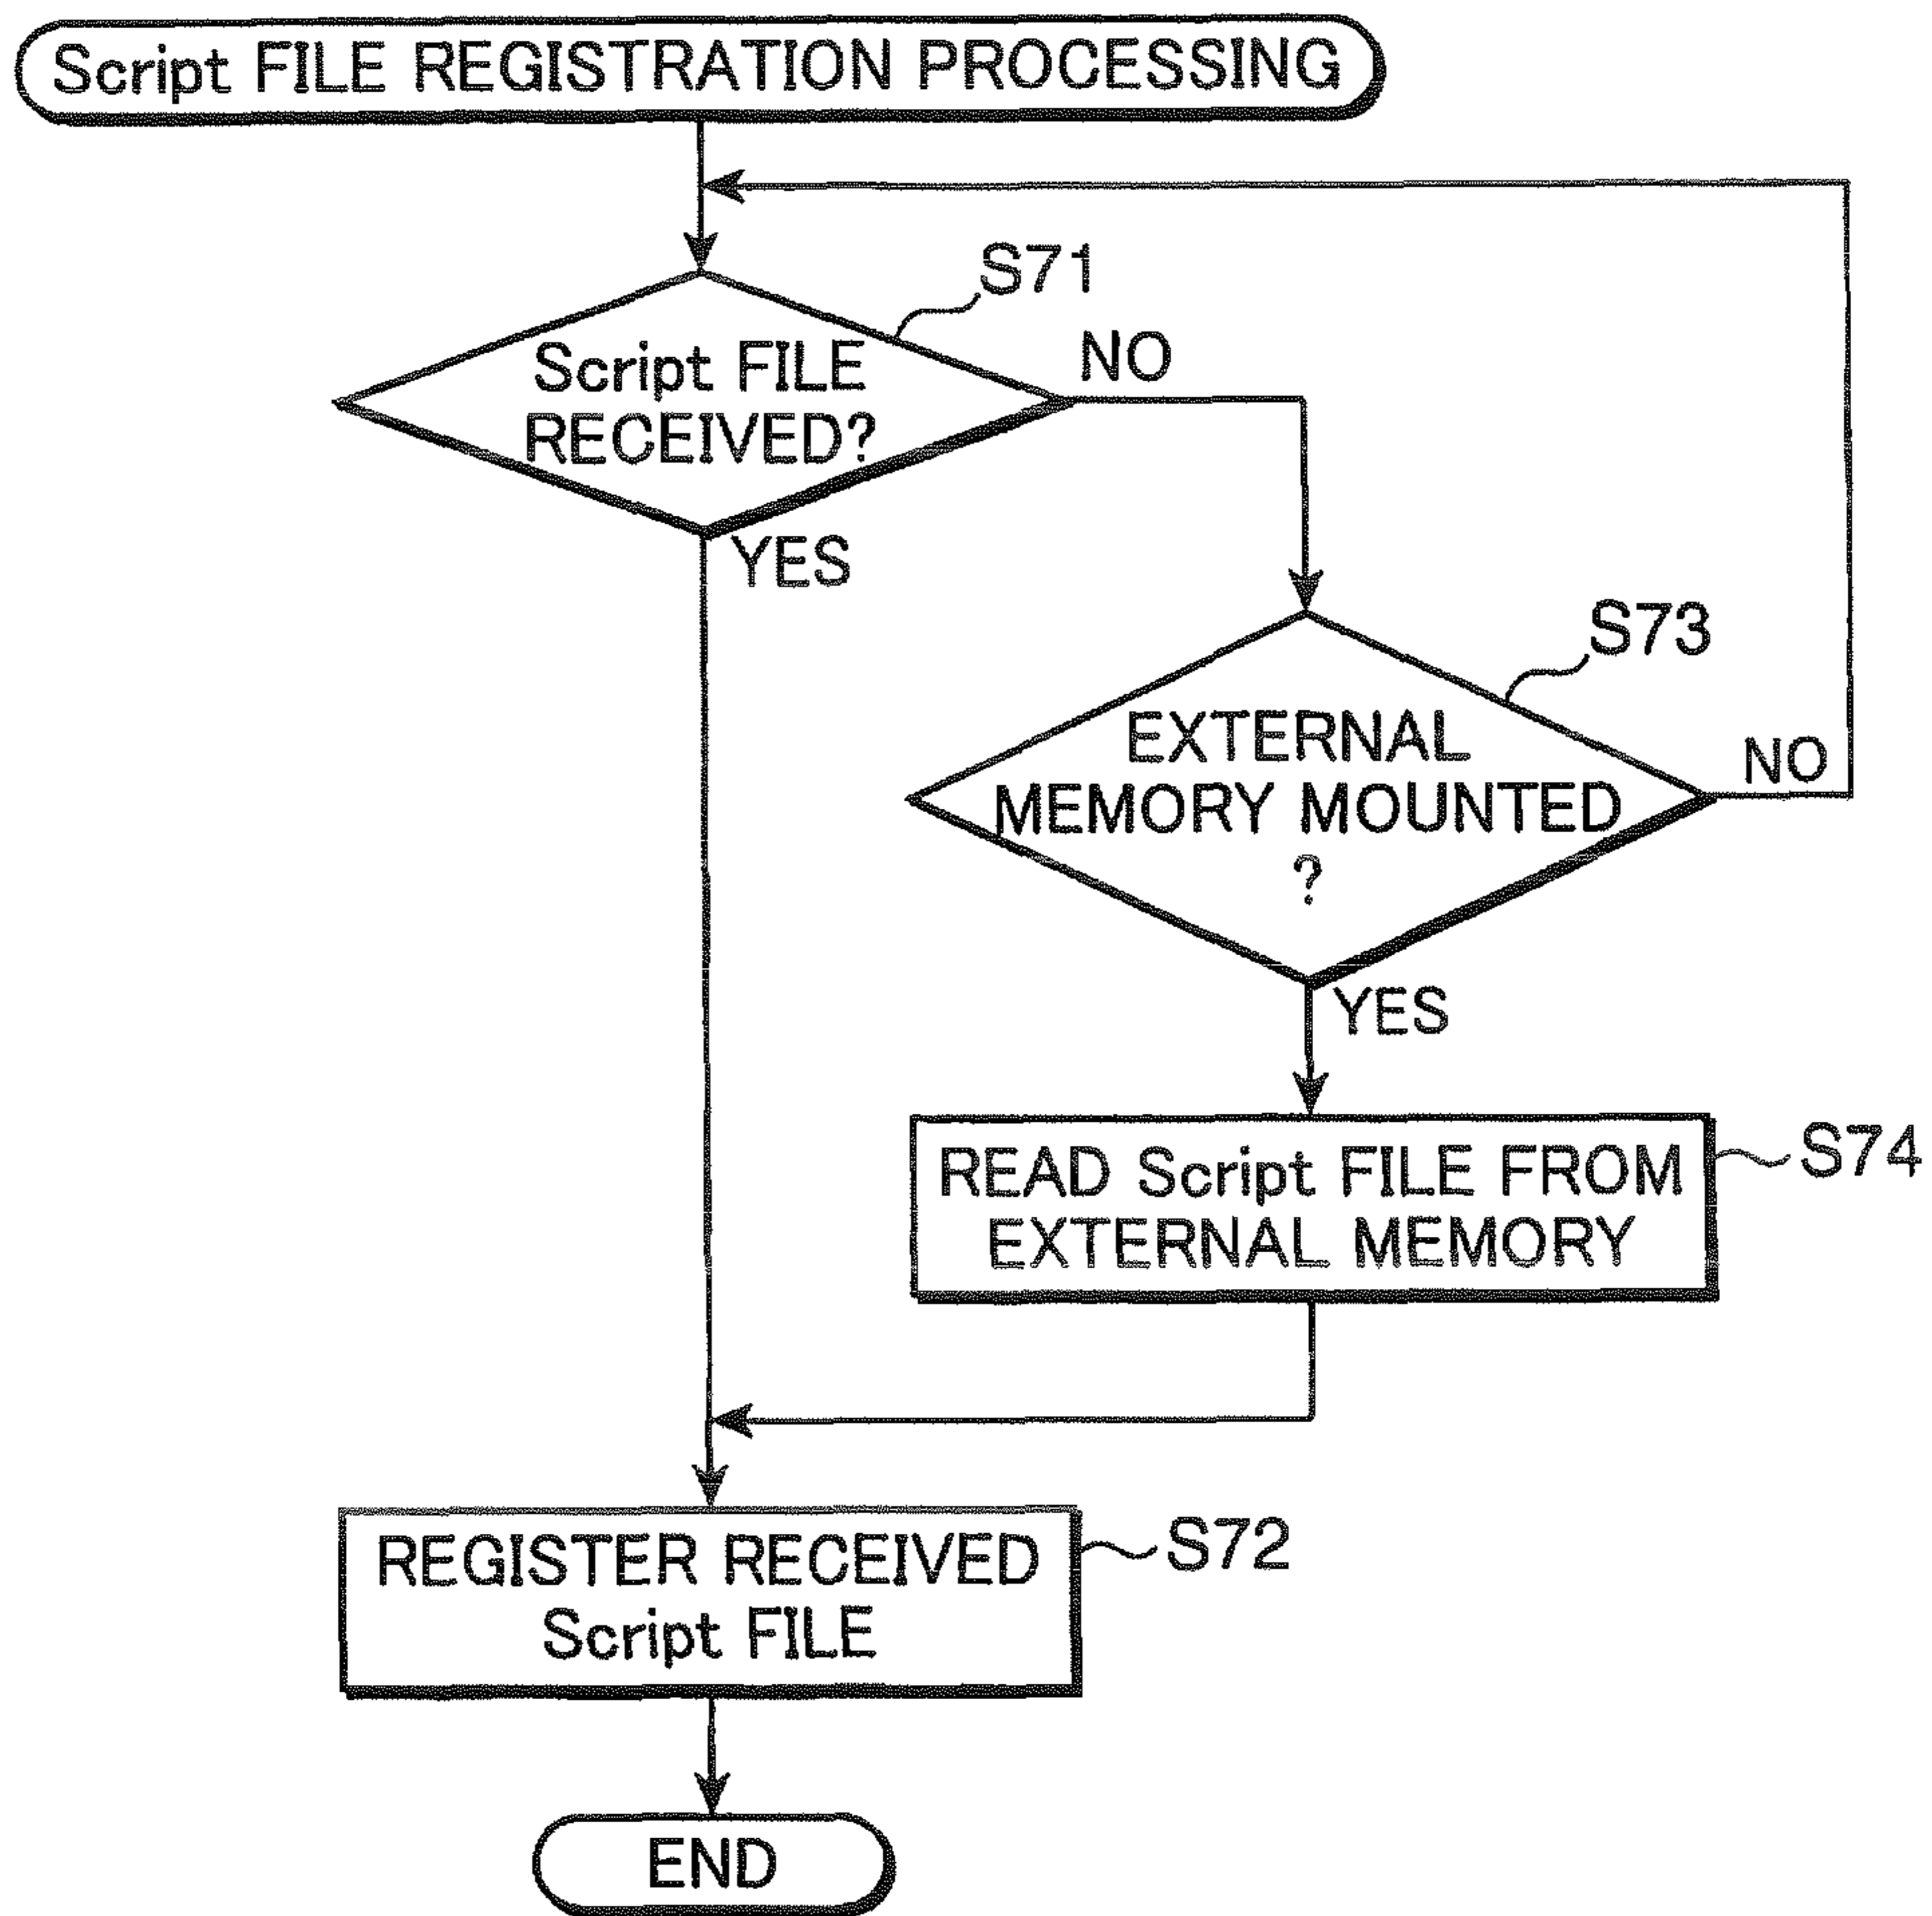 Script FILE REGISTRATION PROCESSING
S71
Script FILE
RECEIVED?
NO
YES
S73
EXTERNAL
MEMORY MOUNTED
?
NO
YES
READ Script FILE FROM
EXTERNAL MEMORY
S74
REGISTER RECEIVED
Script FILE
S72
END